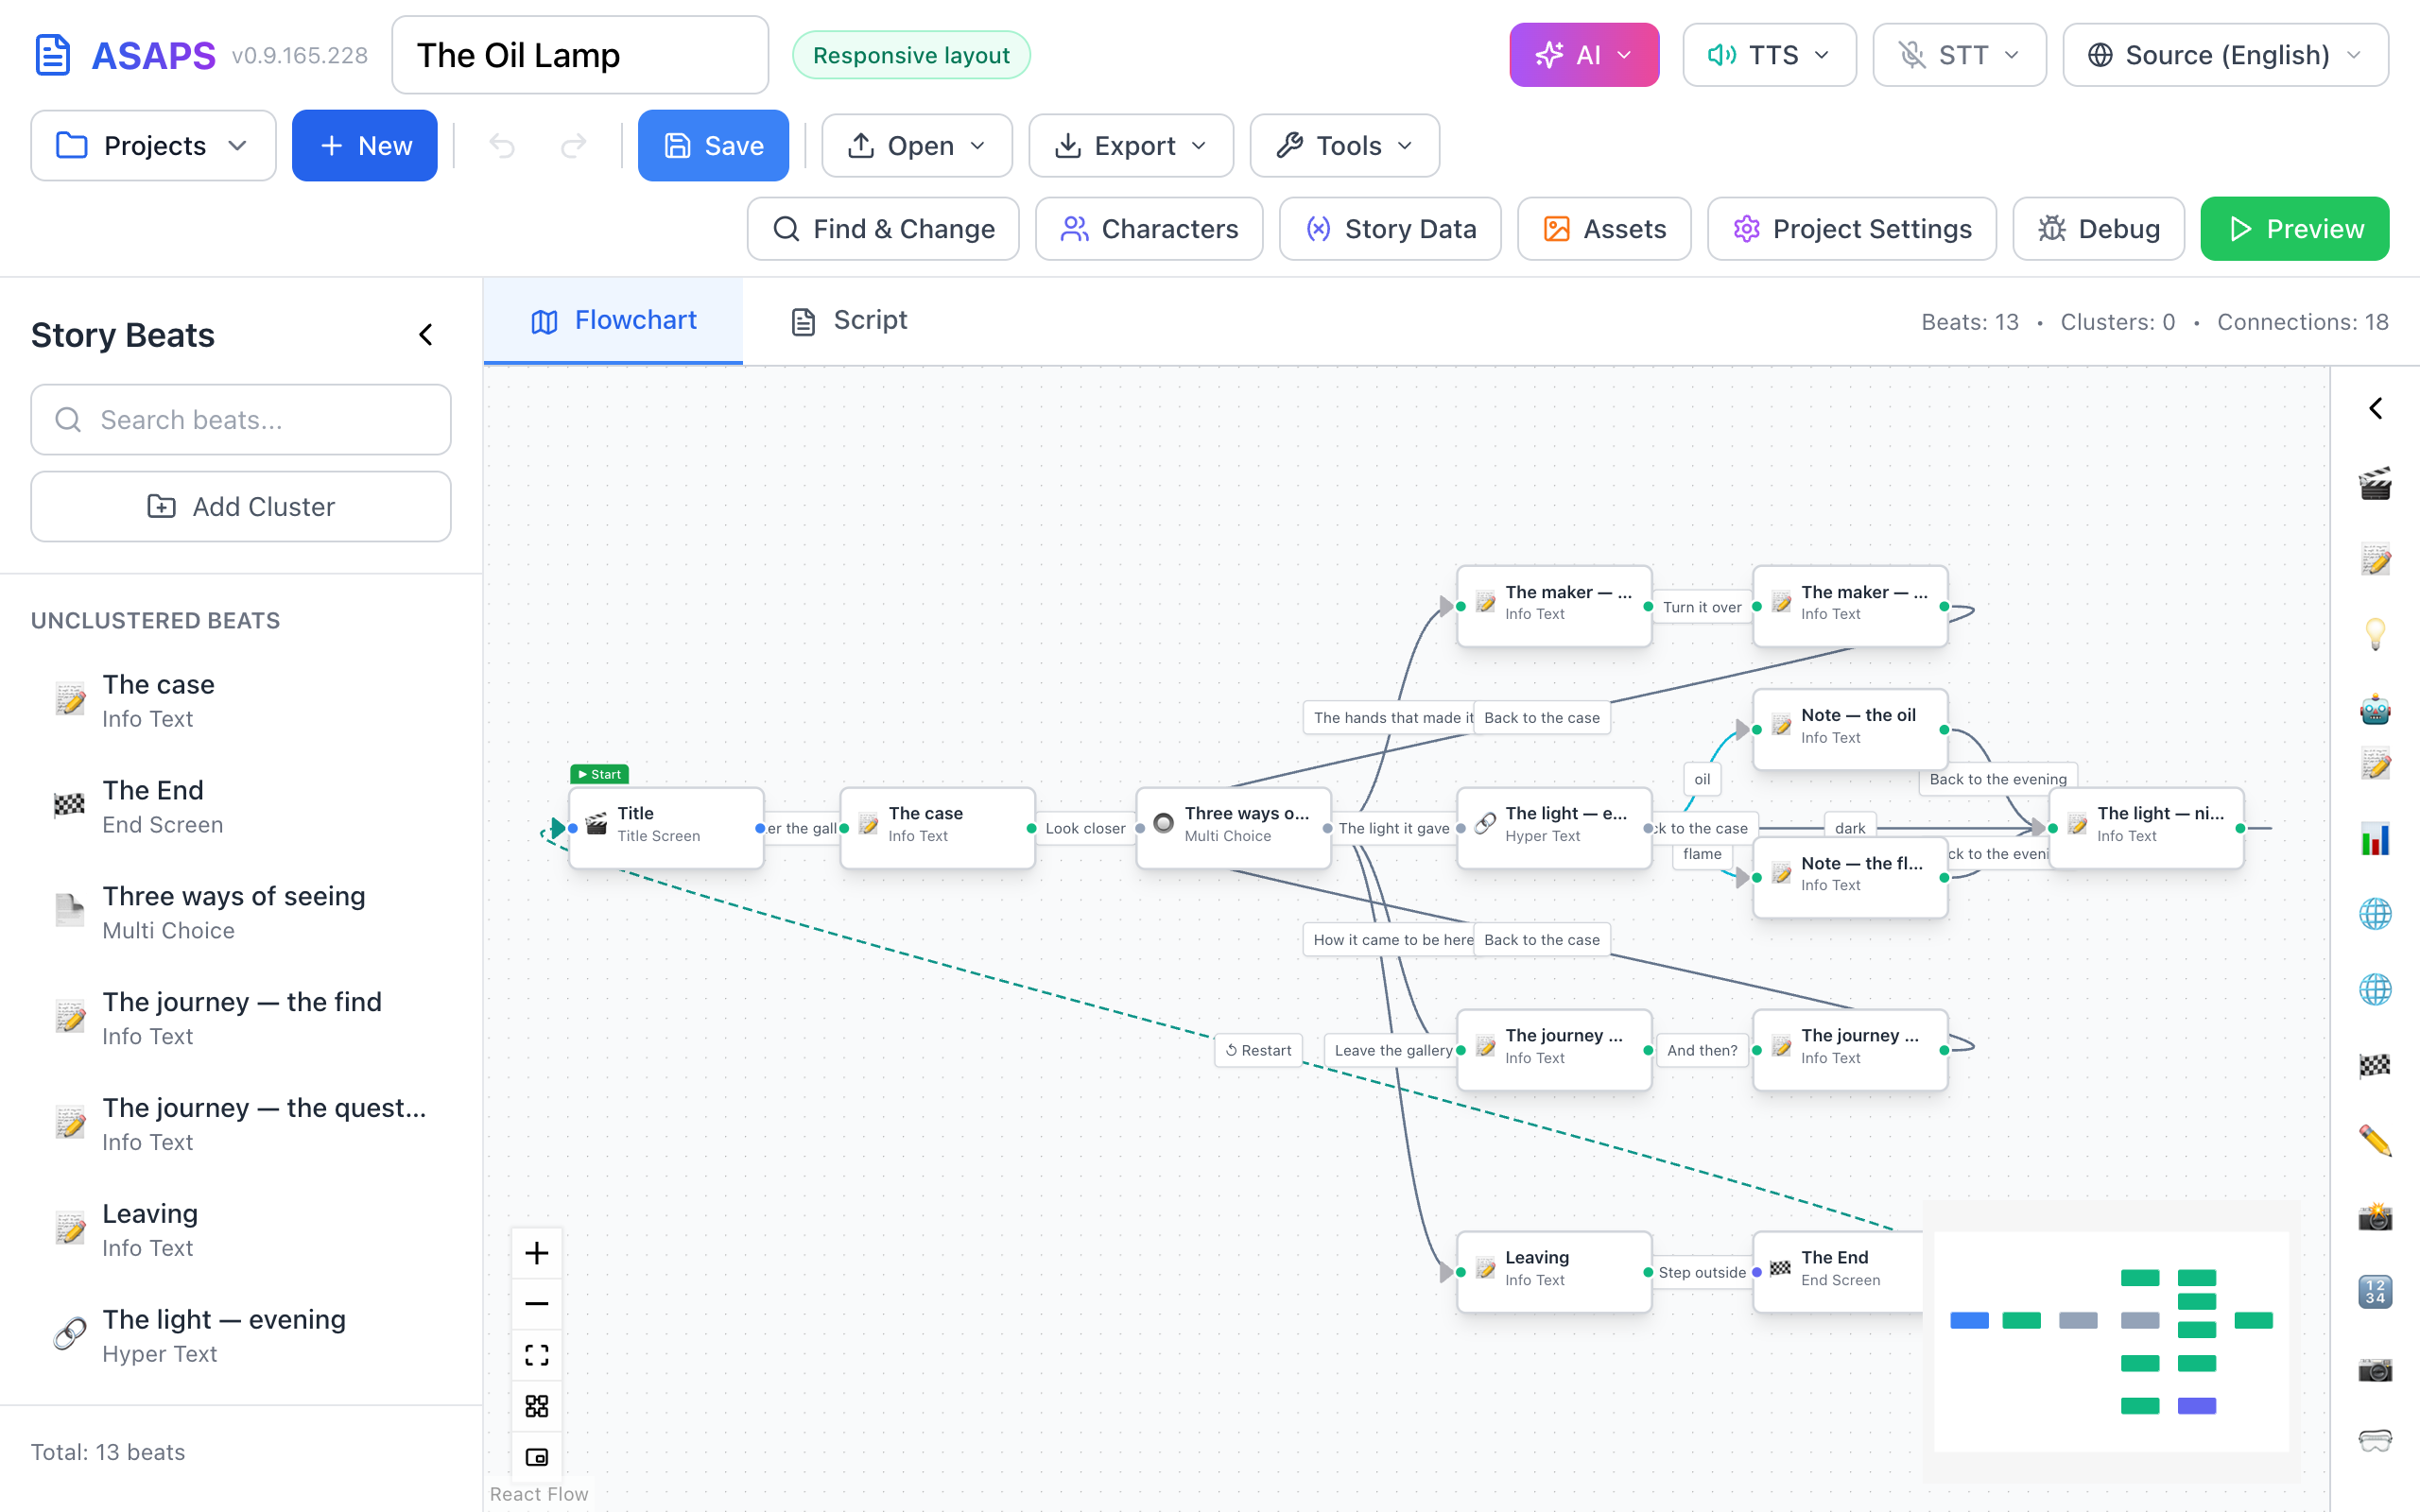 ASAPS v0.9.165.228 The Oil Lamp Responsive layout AI TTS STT Source (English)
Projects New Save Open Export Tools
Find & Change Characters Story Data Assets Project Settings Debug Preview
Story Beats
Search beats...
Add Cluster
UNCLUSTERED BEATS
The case
Info Text
The End
End Screen
Three ways of seeing
Multi Choice
The journey — the find
Info Text
The journey — the quest...
Info Text
Leaving
Info Text
The light — evening
Hyper Text
Total: 13 beats
Flowchart Script Beats: 13 • Clusters: 0 • Connections: 18
The maker — ...
Info Text
Turn it over
The maker — ...
Info Text
The hands that made it
Back to the case
Note — the oil
Info Text
oil
Back to the evening
Start
Title
Title Screen
er the gall
The case
Info Text
Look closer
Three ways o...
Multi Choice
The light it gave
The light — e...
Hyper Text
ck to the case
dark
The light — ni...
Info Text
flame
Note — the fl...
Info Text
ck to the eveni
How it came to be here
Back to the case
Restart
Leave the gallery
The journey ...
Info Text
And then?
The journey ...
Info Text
Leaving
Info Text
Step outside
The End
End Screen
React Flow
12
34